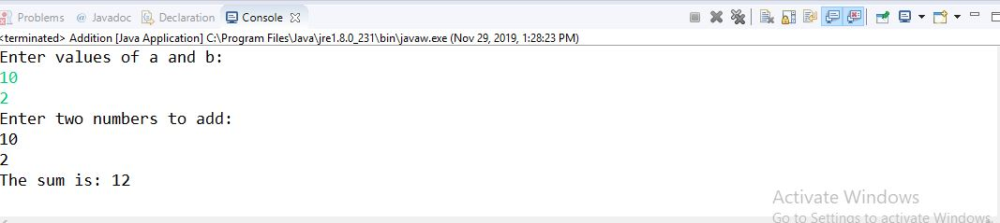 Problems @ Javadoc Declaration Console
<terminated> Addition [Java Application] C:\Program Files\Java\jre1.8.0_231\bin\javaw.exe (Nov 29, 2019, 1:28:23 PM)
Enter values of a and b:
10
2
Enter two numbers to add:
10
2
The sum is: 12
Activate Windows
Go to Settings to activate Windows.